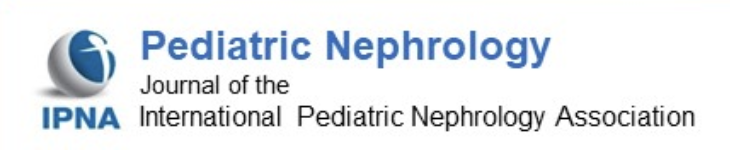 Pediatric Nephrology
Journal of the
IPNA International Pediatric Nephrology Association